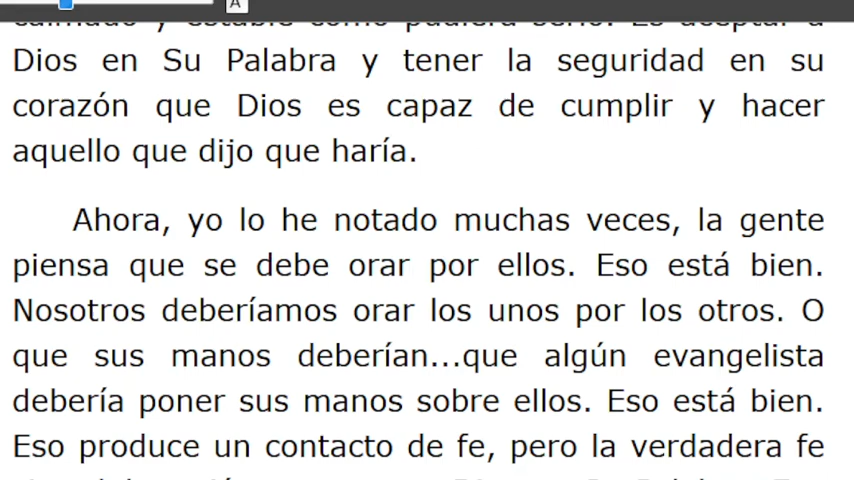 A
Dios en Su Palabra y tener la seguridad en su
corazón que Dios es capaz de cumplir y hacer
aquello que dijo que haría.
Ahora, yo lo he notado muchas veces, la gente
piensa que se debe orar por ellos. Eso está bien.
Nosotros deberíamos orar los unos por los otros. O
que sus manos deberían...que algún evangelista
debería poner sus manos sobre ellos. Eso está bien.
Eso produce un contacto de fe, pero la verdadera fe